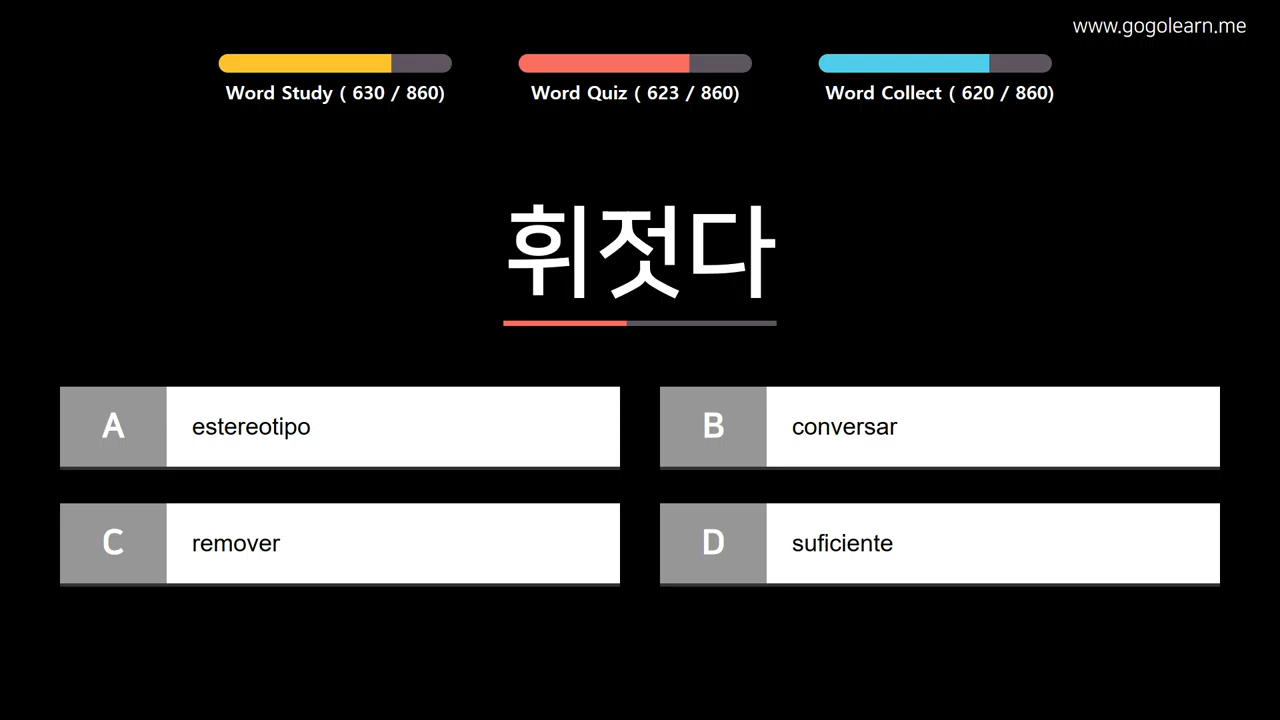 www.gogolearn.me
Word Study ( 630 / 860)
Word Quiz ( 623 / 860)
Word Collect ( 620 / 860)
휘젓다
A estereotipo
B conversar
C remover
D suficiente